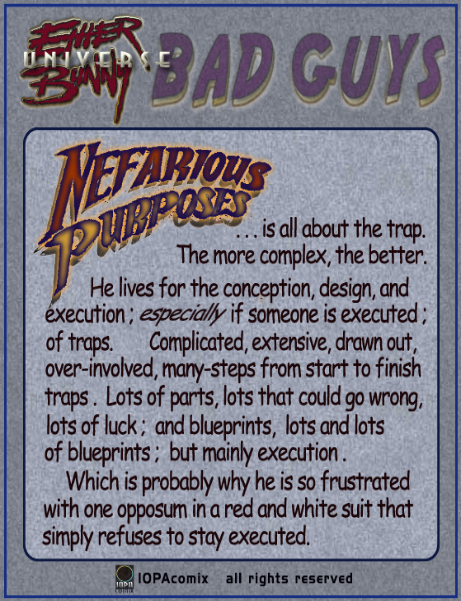 ETHER
UNIVERSE
BUNNY
BAD GUYS
NEFARIOUS
PURPOSES
. . . is all about the trap.
The more complex, the better.
He lives for the conception, design, and
execution ; especially if someone is executed ;
of traps. Complicated, extensive, drawn out,
over-involved, many-steps from start to finish
traps . Lots of parts, lots that could go wrong,
lots of luck ; and blueprints, lots and lots
of blueprints ; but mainly execution .
Which is probably why he is so frustrated
with one opposum in a red and white suit that
simply refuses to stay executed.
IOPA
COMIX
IOPAcomix all rights reserved